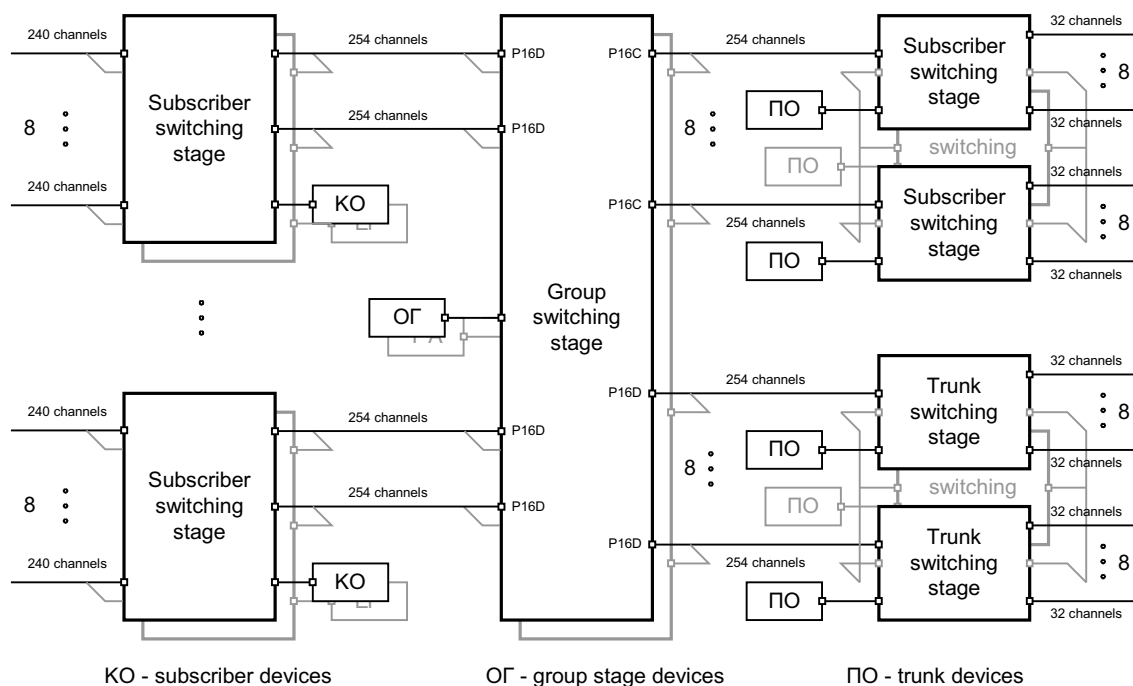 240 channels
8
240 channels
Subscriber
switching
stage
254 channels
254 channels
КО
P16D
P16D
ОГ
Group
switching
stage
P16C
P16C
P16D
P16D
254 channels
8
254 channels
ПО
ПО
ПО
Subscriber
switching
stage
switching
Subscriber
switching
stage
32 channels
8
32 channels
32 channels
8
32 channels
240 channels
8
240 channels
Subscriber
switching
stage
254 channels
254 channels
КО
P16D
P16D
254 channels
8
254 channels
ПО
ПО
ПО
Trunk
switching
stage
switching
Trunk
switching
stage
32 channels
8
32 channels
32 channels
8
32 channels
КО - subscriber devices
ОГ - group stage devices
ПО - trunk devices